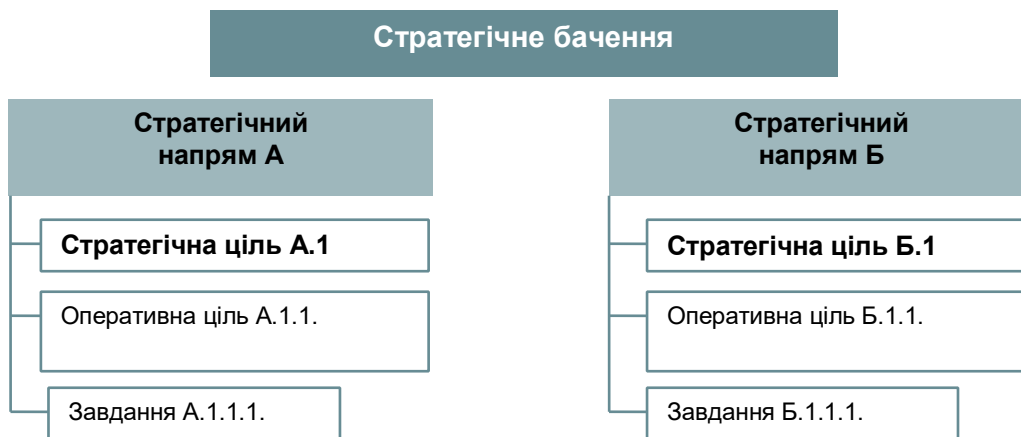 Стратегічне бачення
Стратегічний
напрям А
Стратегічна ціль А.1
Оперативна ціль А.1.1.
Завдання А.1.1.1.
Стратегічний
напрям Б
Стратегічна ціль Б.1
Оперативна ціль Б.1.1.
Завдання Б.1.1.1.